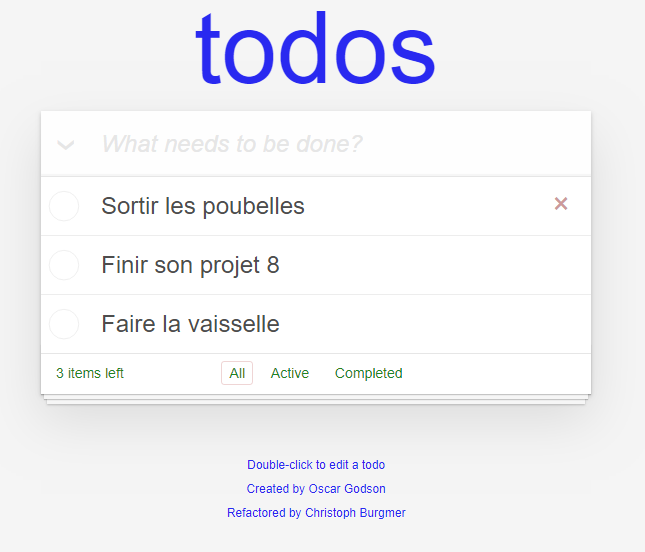 todos
What needs to be done?
Sortir les poubelles
Finir son projet 8
Faire la vaisselle
3 items left All Active Completed
Double-click to edit a todo
Created by Oscar Godson
Refactored by Christoph Burgmer